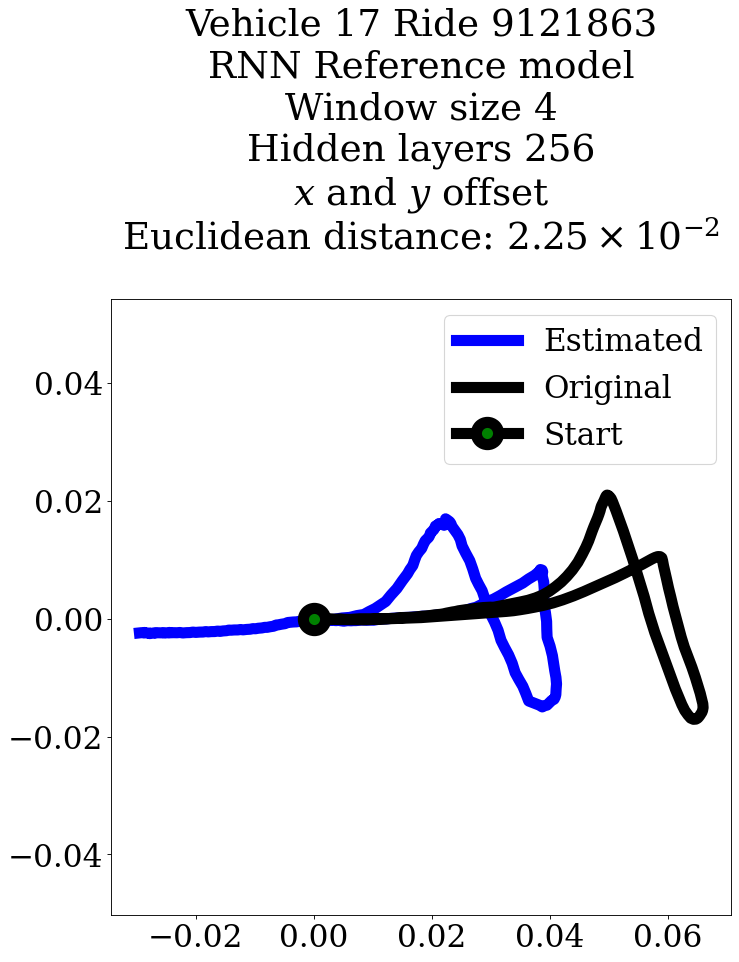 Vehicle 17 Ride 9121863
RNN Reference model
Window size 4
Hidden layers 256
x and y offset
Euclidean distance: 2.25 × 10⁻²
Estimated
Original
Start
0.04
0.02
0.00
−0.02
−0.04
−0.02 0.00 0.02 0.04 0.06